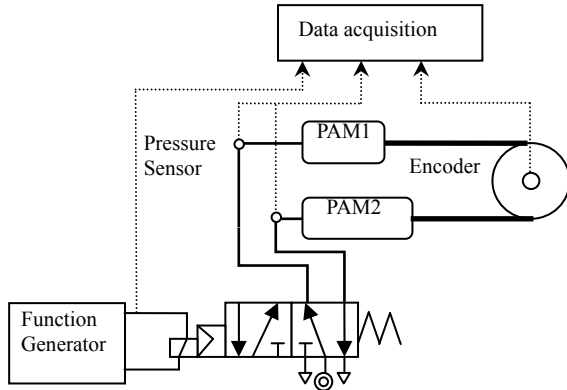 Data acquisition
PAM1
Pressure
Sensor
Encoder
PAM2
Function
Generator